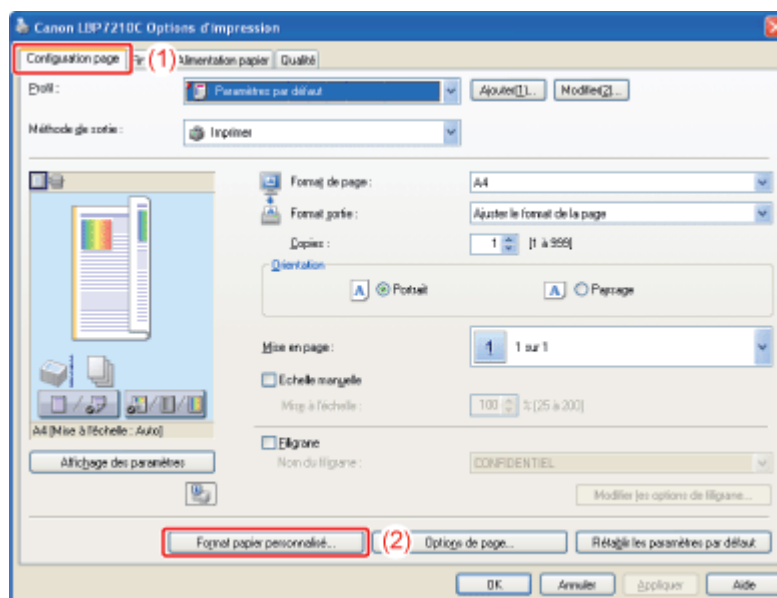 Canon LBP7210C Options d'impression
Configuration page (1) Alimentation papier Qualité
Profil : Paramètres par défaut Ajouter(1)... Modifier(2)...
Méthode de sortie : Imprimer
Format de page : A4
Format sortie : Ajuster le format de la page
Copies : 1 [1 à 999]
Orientation
A Portrait A Paysage
Mise en page : 1 1 sur 1
Echelle manuelle
Mise à l'échelle : 100 % [25 à 200]
A4 [Mise à l'échelle : Auto]
Filigrane
Affichage des paramètres Nom du filigrane : CONFIDENTIEL
Modifier les options de filigrane...
Format papier personnalisé... (2) Options de page... Rétablir les paramètres par défaut
OK Annuler Appliquer Aide